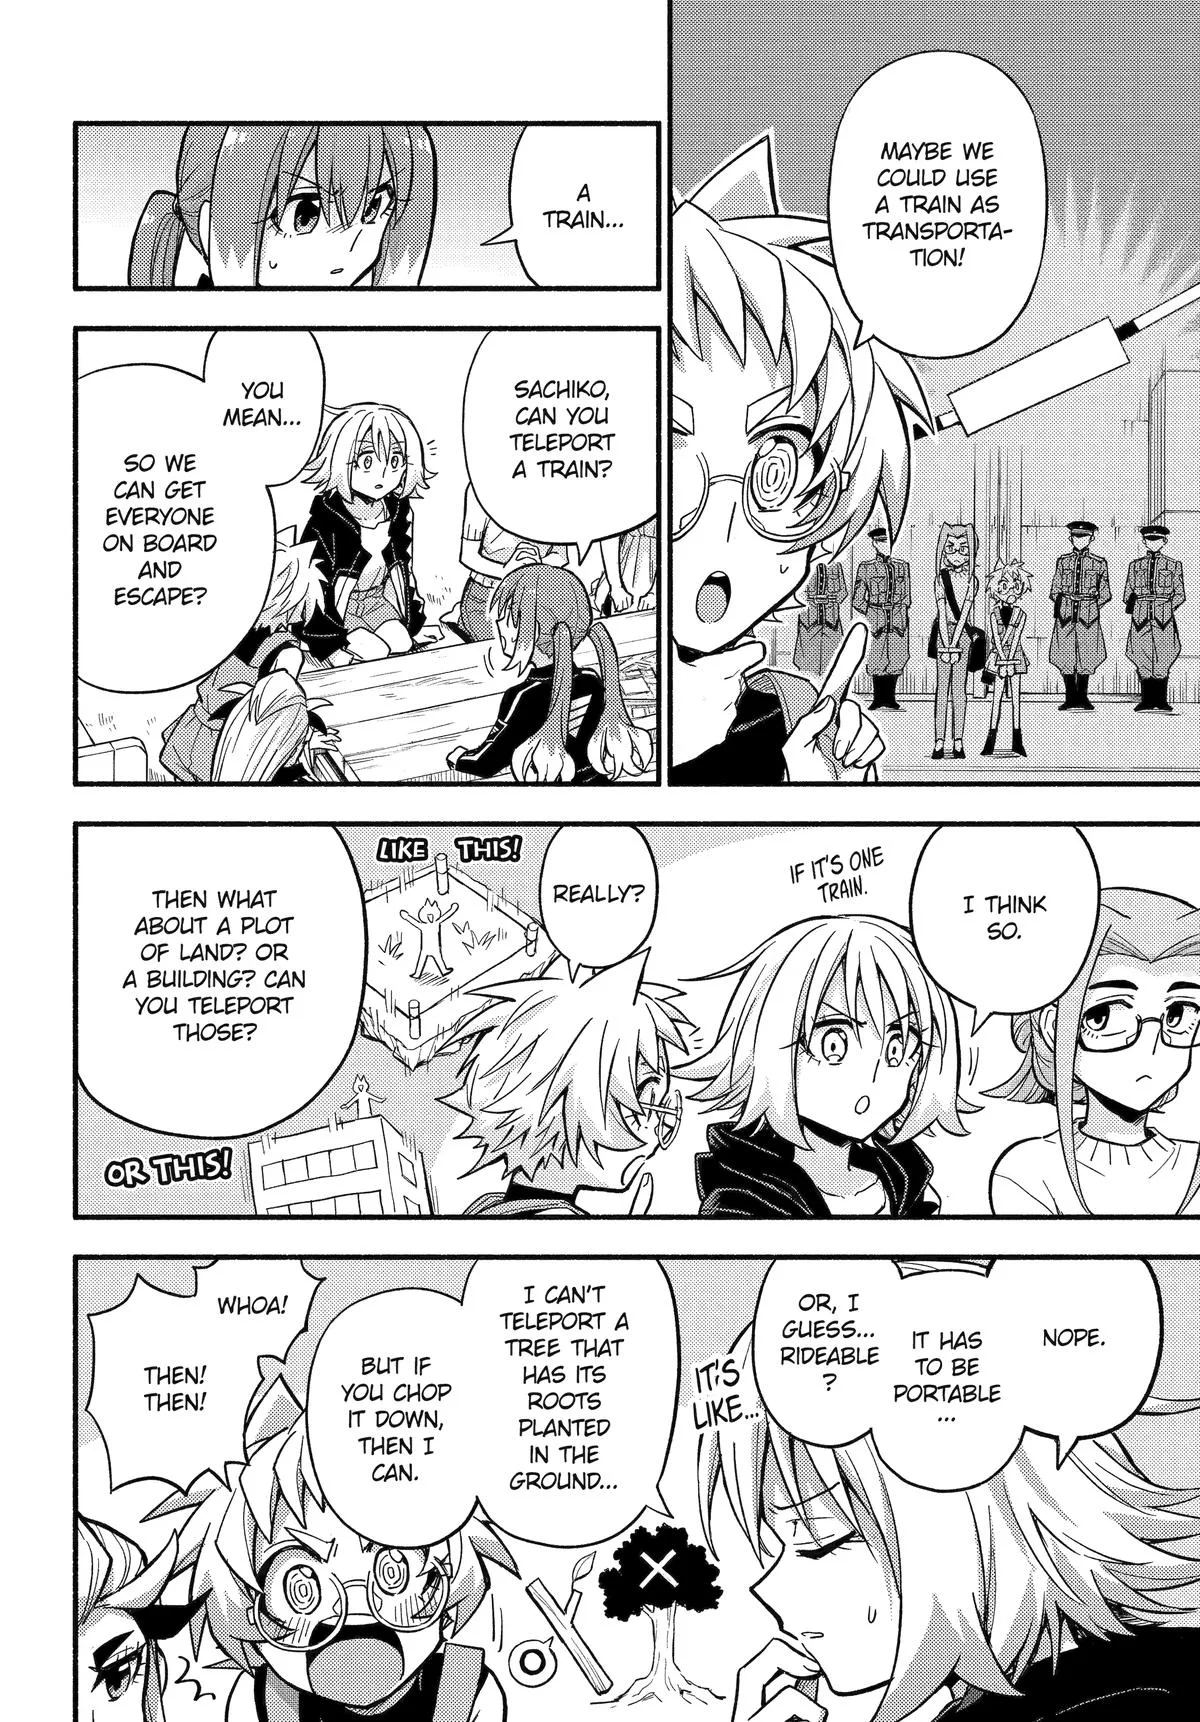 MAYBE WE
COULD USE
A TRAIN AS
TRANSPORTA-
TION!
A
TRAIN...
SACHIKO,
CAN YOU
TELEPORT
A TRAIN?
YOU
MEAN...
SO WE
CAN GET
EVERYONE
ON BOARD
AND
ESCAPE?
I THINK
SO.
IF IT'S ONE
TRAIN.
REALLY?
LIKE THIS!
THEN WHAT
ABOUT A PLOT
OF LAND? OR
A BUILDING? CAN
YOU TELEPORT
THOSE?
OR THIS!
NOPE.
IT HAS
TO BE
PORTABLE
...
OR, I
GUESS...
RIDEABLE
?
IT'S
LIKE...
I CAN'T
TELEPORT A
TREE THAT
HAS ITS
ROOTS
PLANTED
IN THE
GROUND...
BUT IF
YOU CHOP
IT DOWN,
THEN I
CAN.
WHOA!
THEN!
THEN!